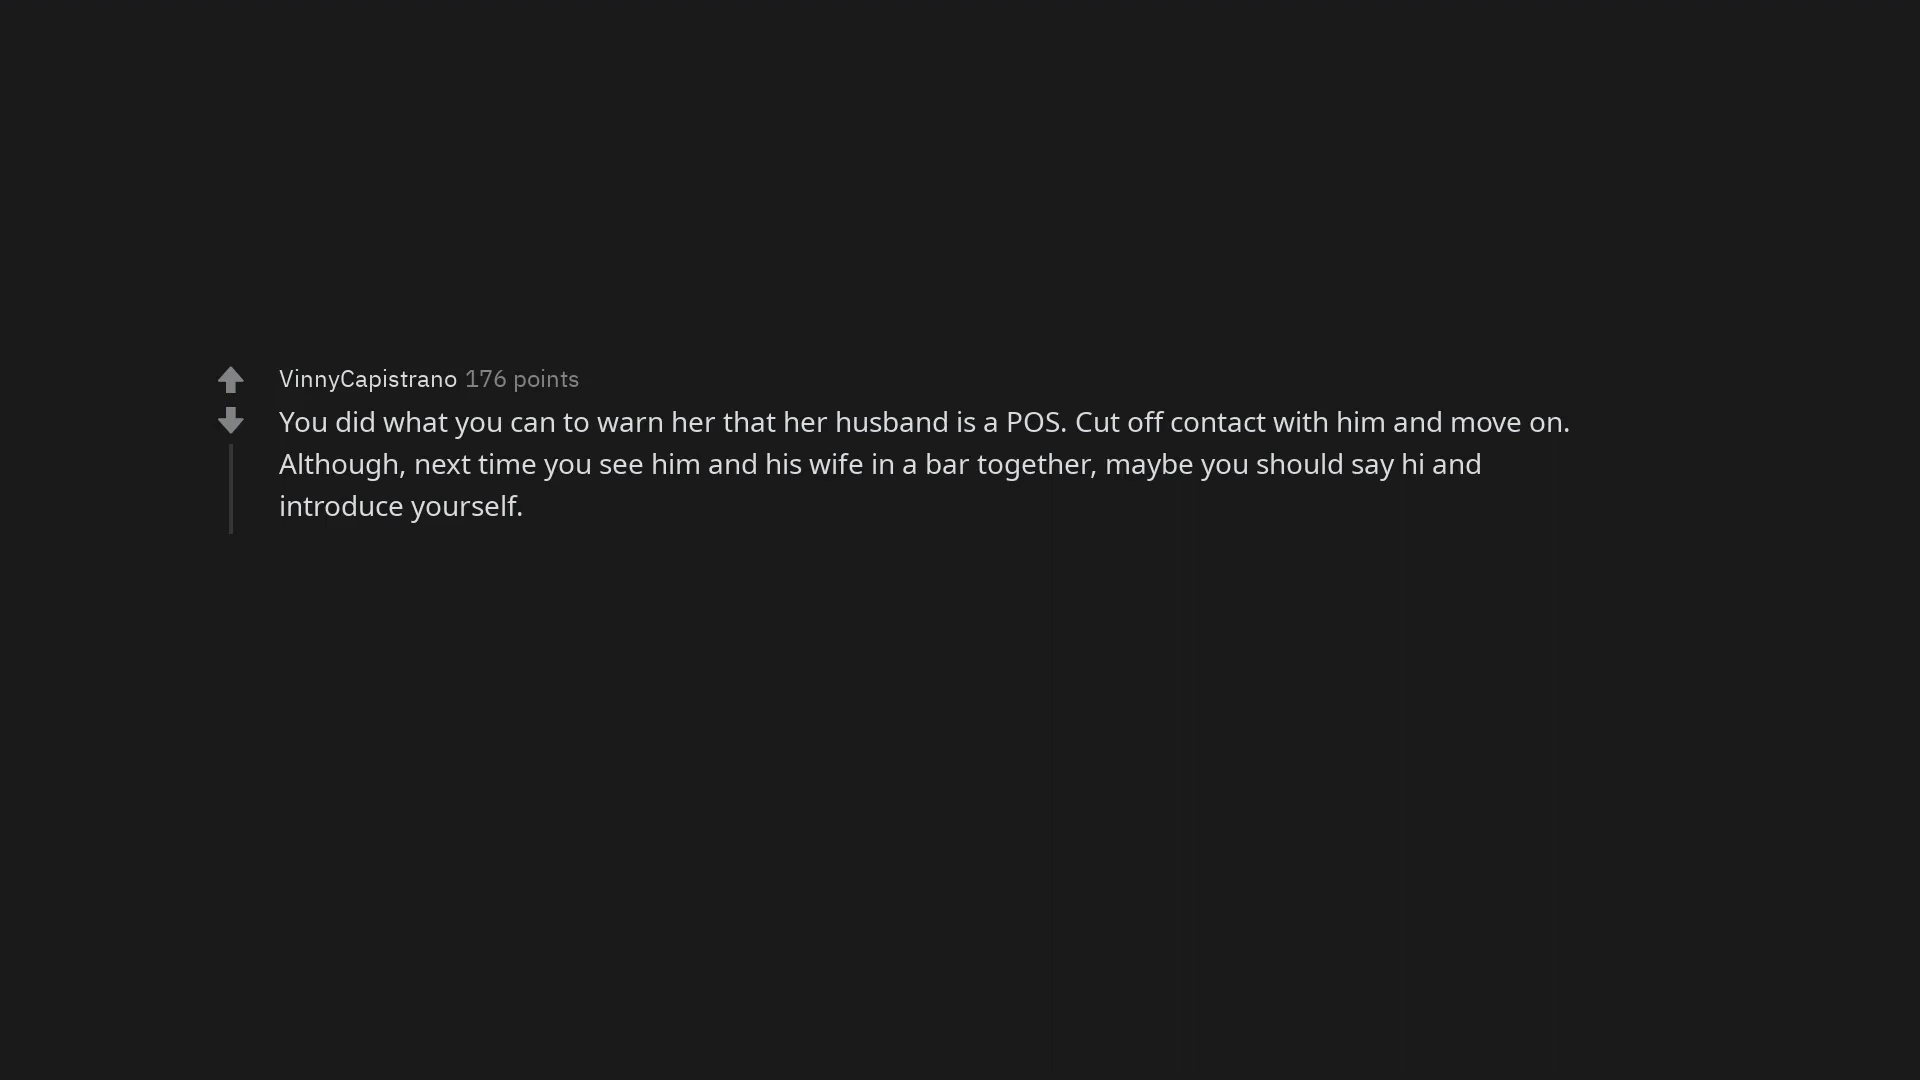 VinnyCapistrano 176 points
You did what you can to warn her that her husband is a POS. Cut off contact with him and move on.
Although, next time you see him and his wife in a bar together, maybe you should say hi and
introduce yourself.